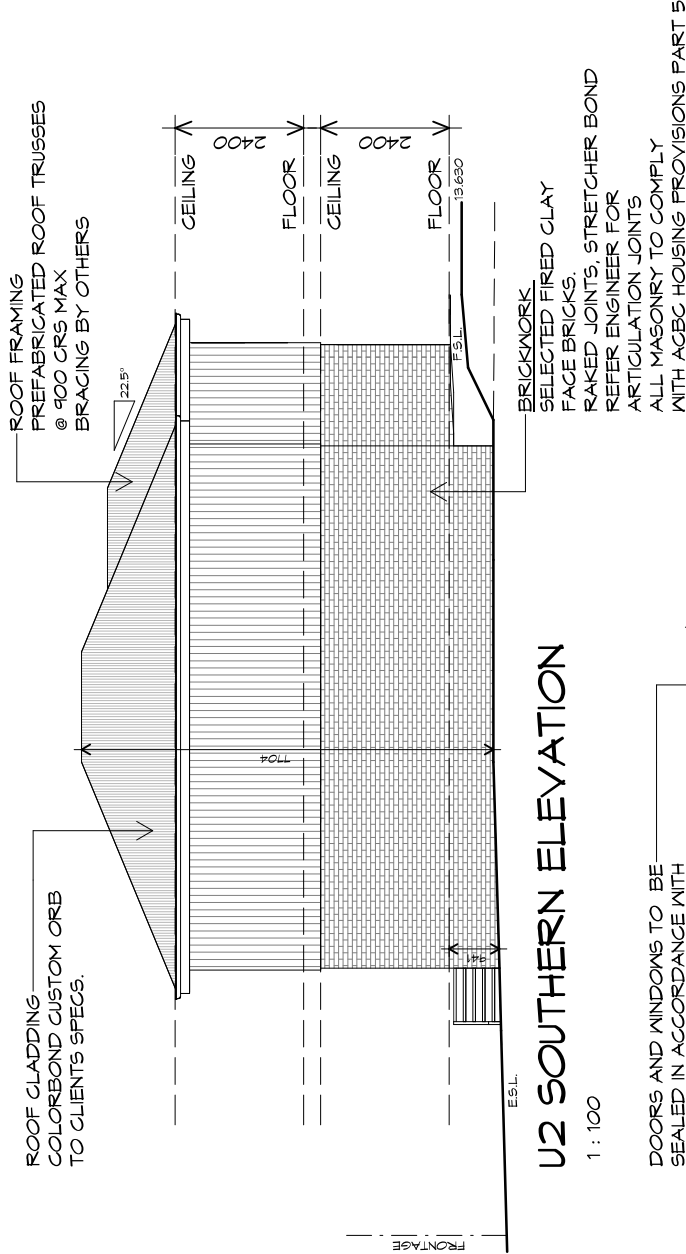 ROOF CLADDING
COLORBOND CUSTOM ORB
TO CLIENTS SPECS.
ROOF FRAMING
PREFABRICATED ROOF TRUSSES
@ 900 CRS MAX
BRACING BY OTHERS
22.5°
CEILING
2400
FLOOR
CEILING
2400
FLOOR
13.630
7704
941
F.S.L.
E.S.L.
FRONTAGE
BRICKWORK
SELECTED FIRED CLAY
FACE BRICKS.
RAKED JOINTS, STRETCHER BOND
REFER ENGINEER FOR
ARTICULATION JOINTS
ALL MASONRY TO COMPLY
WITH ACBC HOUSING PROVISIONS PART 5
U2 SOUTHERN ELEVATION
1 : 100
DOORS AND WINDOWS TO BE
SEALED IN ACCORDANCE WITH